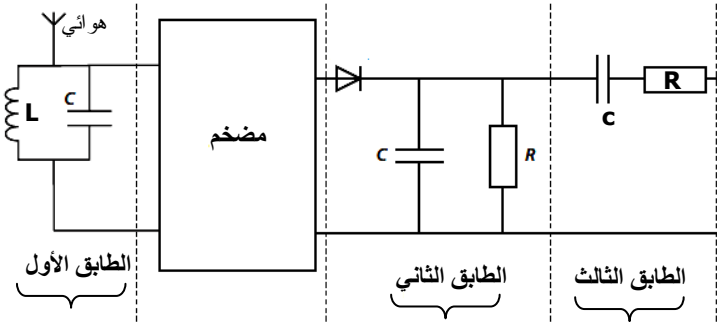 هوائي
L
C
مضخم
C
R
C
R
الطابق الأول
الطابق الثاني
الطابق الثالث